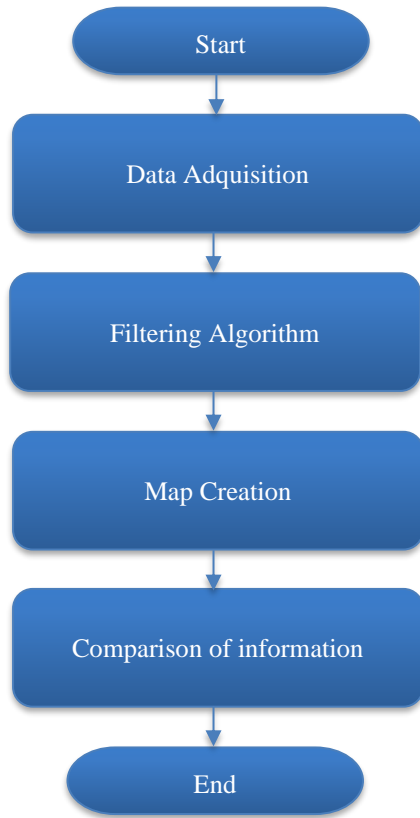 Start
Data Adquisition
Filtering Algorithm
Map Creation
Comparison of information
End